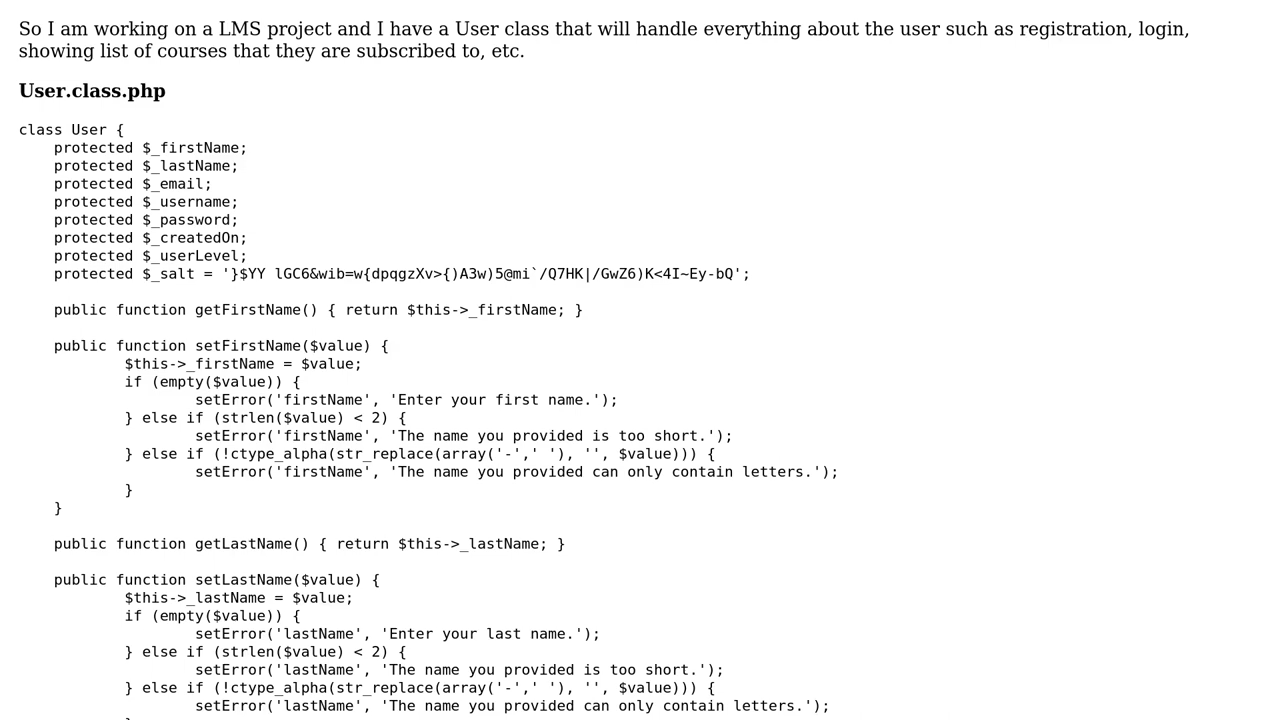 So I am working on a LMS project and I have a User class that will handle everything about the user such as registration, login,
showing list of courses that they are subscribed to, etc.
User.class.php
class User {
    protected $_firstName;
    protected $_lastName;
    protected $_email;
    protected $_username;
    protected $_password;
    protected $_createdOn;
    protected $_userLevel;
    protected $_salt = '}$YY lGC6&wib=w{dpqgzXv>{)A3w)5@mi`/Q7HK|/GwZ6)K<4I~Ey-bQ';
    public function getFirstName() { return $this->_firstName; }
    public function setFirstName($value) {
            $this->_firstName = $value;
            if (empty($value)) {
                    setError('firstName', 'Enter your first name.');
            } else if (strlen($value) < 2) {
                    setError('firstName', 'The name you provided is too short.');
            } else if (!ctype_alpha(str_replace(array('-',' '), '', $value))) {
                    setError('firstName', 'The name you provided can only contain letters.');
            }
    }
    public function getLastName() { return $this->_lastName; }
    public function setLastName($value) {
            $this->_lastName = $value;
            if (empty($value)) {
                    setError('lastName', 'Enter your last name.');
            } else if (strlen($value) < 2) {
                    setError('lastName', 'The name you provided is too short.');
            } else if (!ctype_alpha(str_replace(array('-',' '), '', $value))) {
                    setError('lastName', 'The name you provided can only contain letters.');